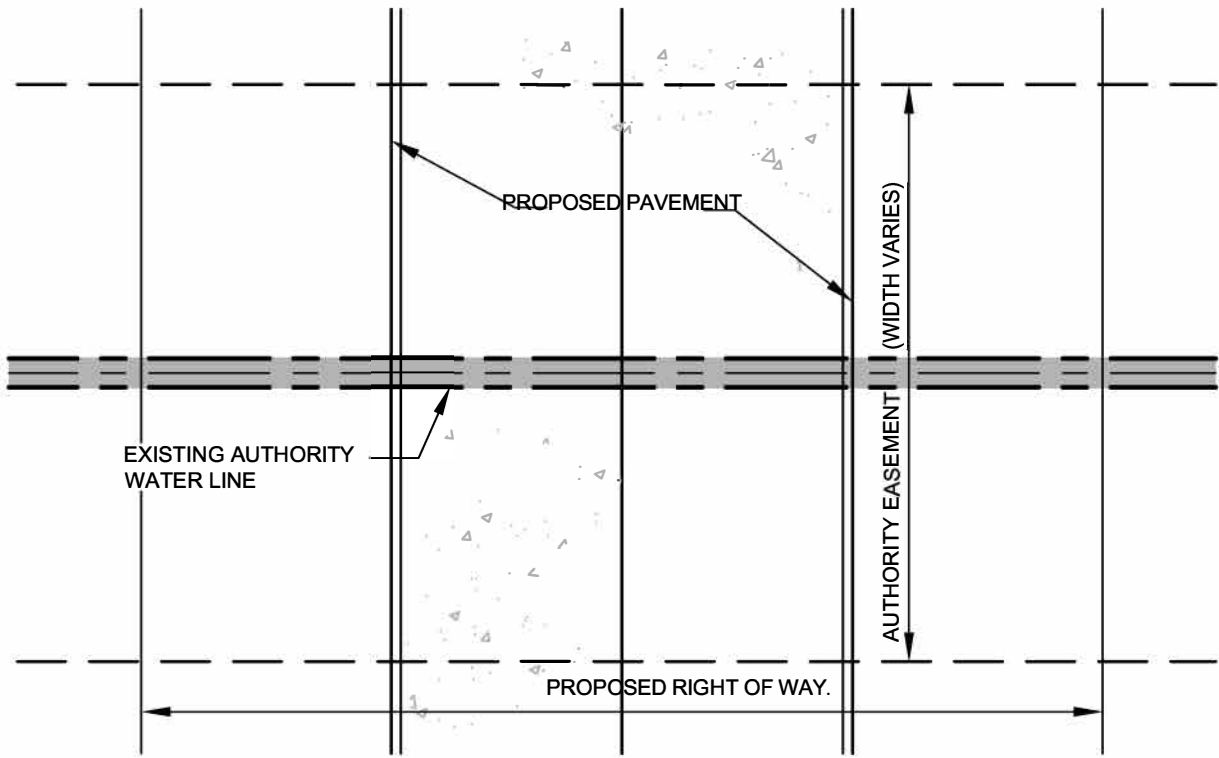 PROPOSED PAVEMENT
AUTHORITY EASEMENT (WIDTH VARIES)
EXISTING AUTHORITY
WATER LINE
PROPOSED RIGHT OF WAY.